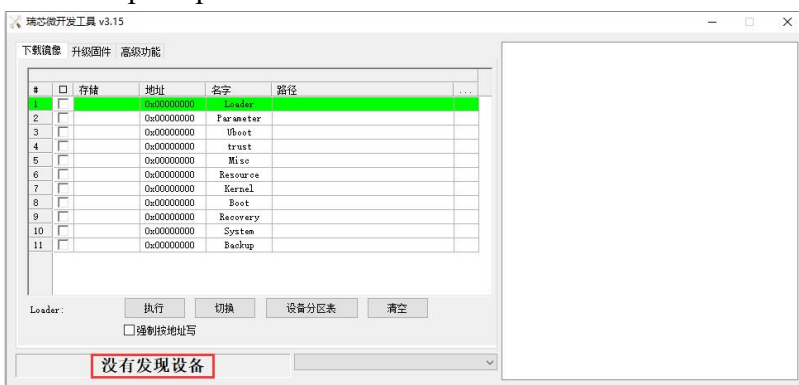 瑞芯微开发工具 v3.15
下载镜像 升级固件 高级功能
# 存储 地址 名字 路径 ...
1 0x00000000 Loader
2 0x00000000 Parameter
3 0x00000000 Uboot
4 0x00000000 trust
5 0x00000000 Misc
6 0x00000000 Resource
7 0x00000000 Kernel
8 0x00000000 Boot
9 0x00000000 Recovery
10 0x00000000 System
11 0x00000000 Backup
Loader: 执行 切换 设备分区表 清空
强制按地址写
没有发现设备